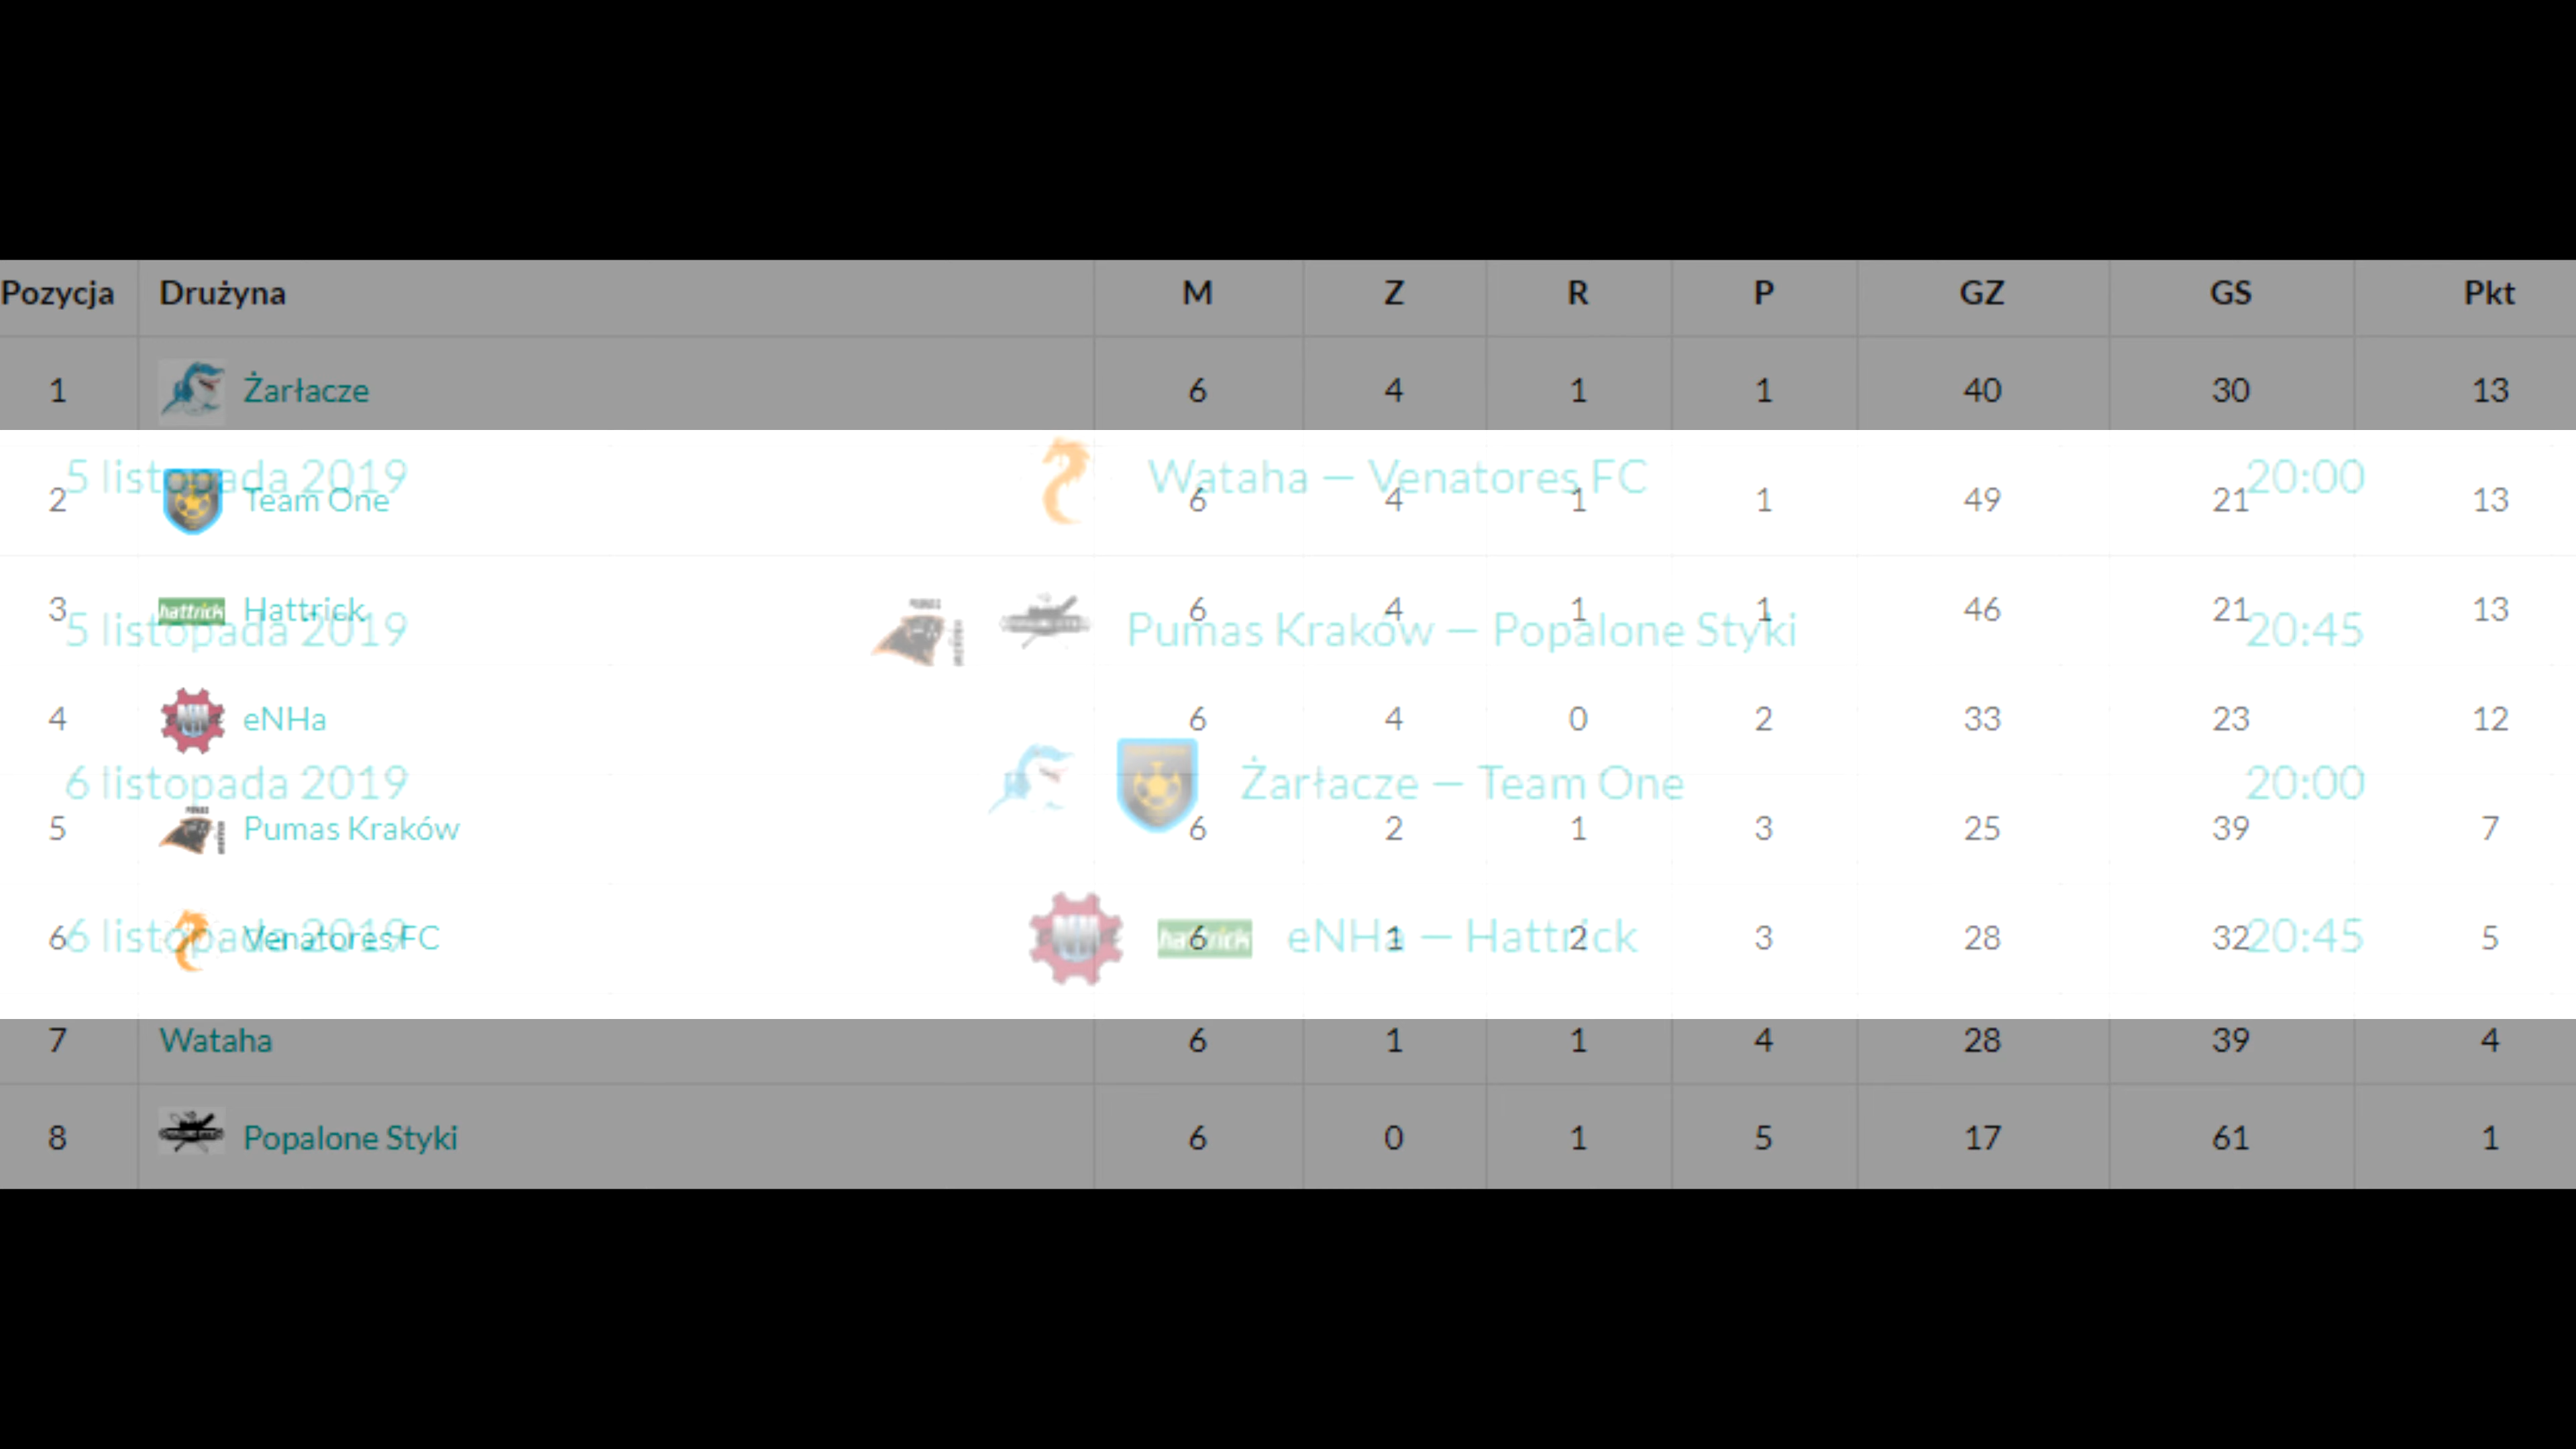 Pozycja Drużyna M Z R P GZ GS Pkt
1 Żarłacze 6 4 1 1 40 30 13
5 listopada 2019 Wataha — Venatores FC 20:00
2 Team One 6 4 1 1 49 21 13
3 hattrick Hattrick 6 4 1 1 46 21 13
5 listopada 2019 Pumas Kraków — Popalone Styki 20:45
4 eNHa 6 4 0 2 33 23 12
6 listopada 2019 Żarłacze — Team One 20:00
5 Pumas Kraków 6 2 1 3 25 39 7
6 listopada 2019 hattrick eNHa — Hattrick 20:45
6 Venatores FC 6 1 2 3 28 32 5
7 Wataha 6 1 1 4 28 39 4
8 Popalone Styki 6 0 1 5 17 61 1